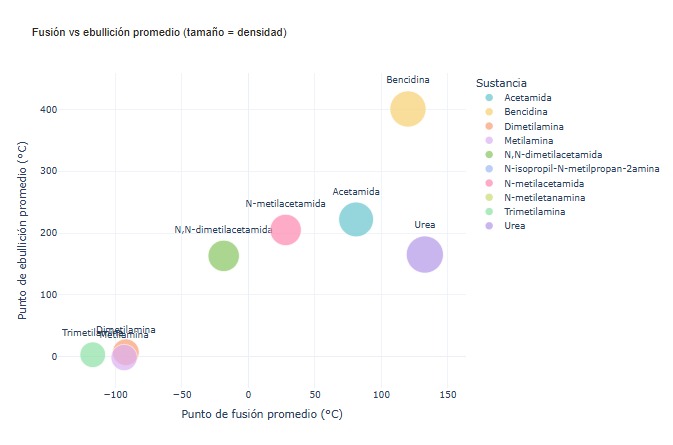 Fusión vs ebullición promedio (tamaño = densidad)
Bencidina
Acetamida
N-metilacetamida
Urea
N,N-dimetilacetamida
Dimetilamina
Trimetilamina
Metilamina
400
300
200
100
0
Punto de ebullición promedio (°C)
−100
−50
0
50
100
150
Punto de fusión promedio (°C)
Sustancia
Acetamida
Bencidina
Dimetilamina
Metilamina
N,N-dimetilacetamida
N-isopropil-N-metilpropan-2amina
N-metilacetamida
N-metiletanamina
Trimetilamina
Urea